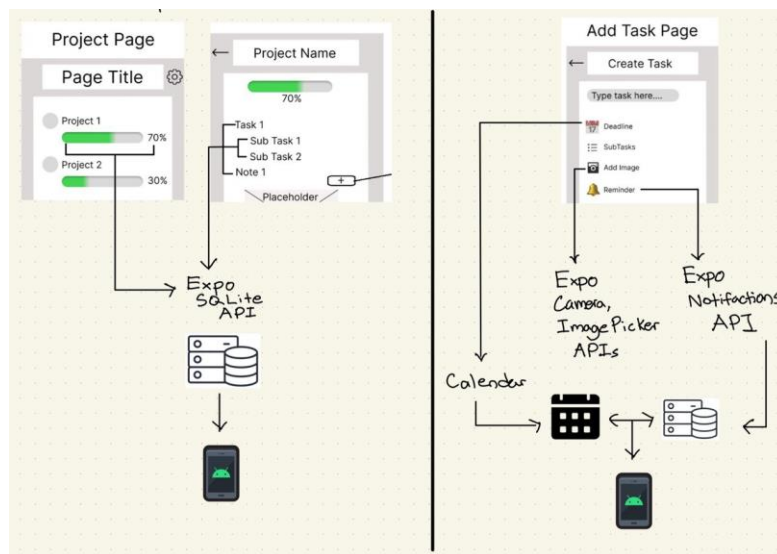 Project Page
Page Title
Project 1
70%
Project 2
30%
Project Name
70%
Task 1
Sub Task 1
Sub Task 2
Note 1
+
Placeholder
Expo
SQLite
API
Add Task Page
Create Task
Type task here....
17
Deadline
SubTasks
Add Image
Reminder
Expo
Camera,
ImagePicker
APIs
Expo
Notifactions
API
Calendar